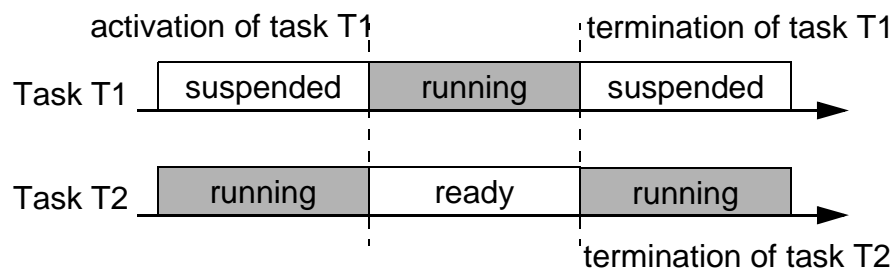 activation of task T1 termination of task T1
Task T1 suspended running suspended
Task T2 running ready running
termination of task T2